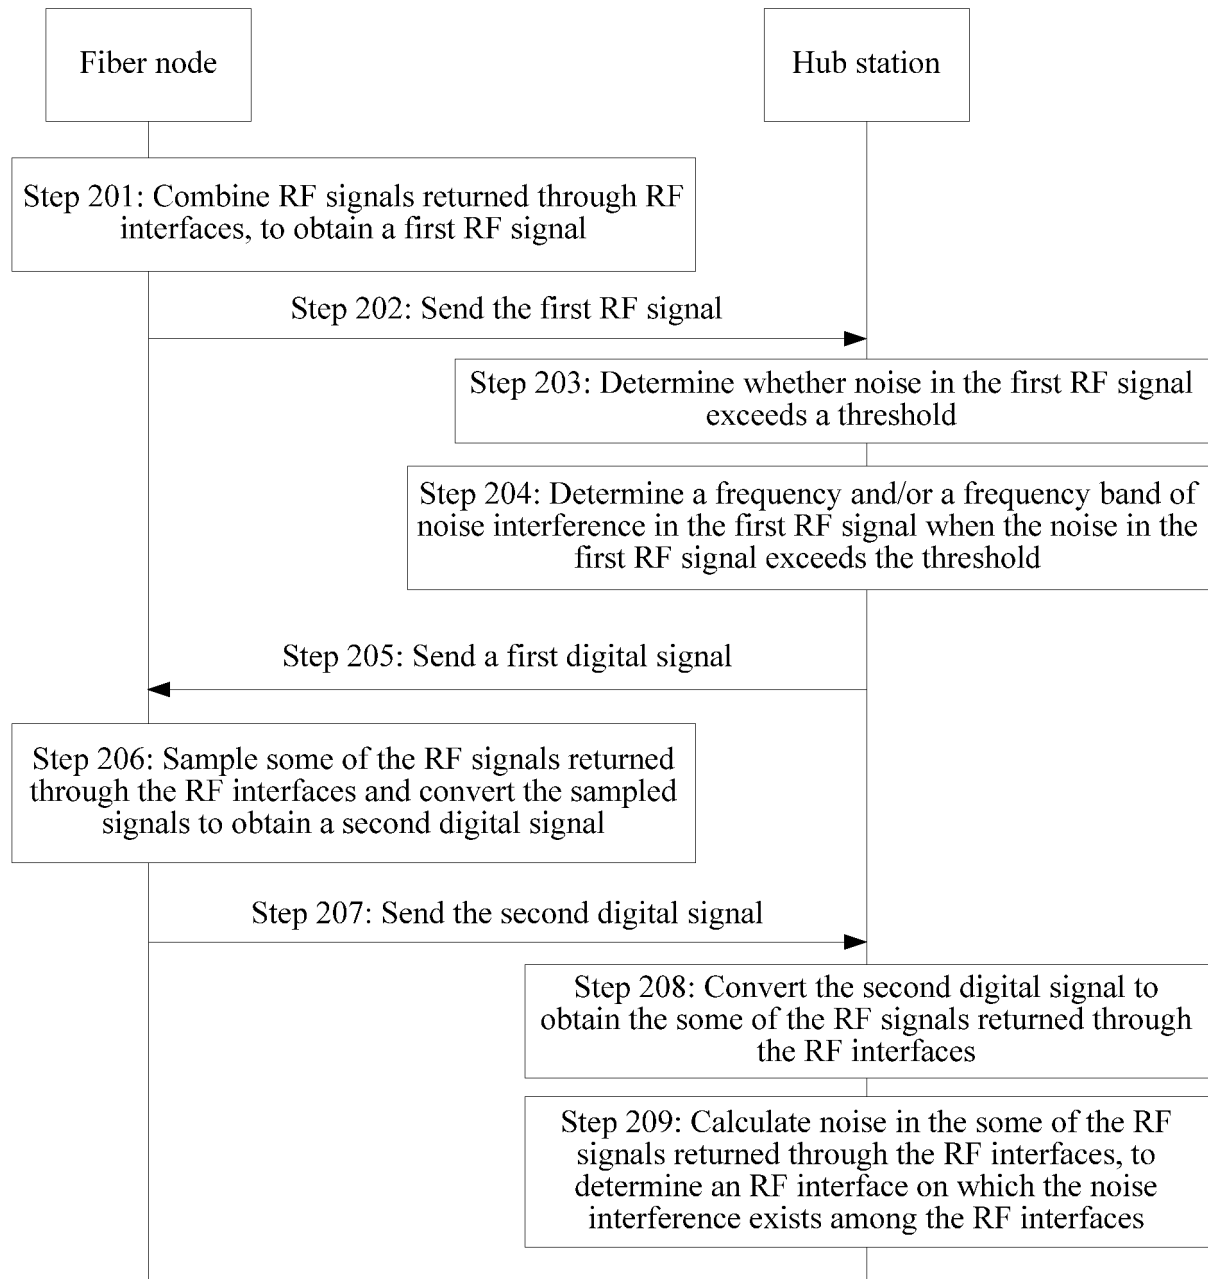 Fiber node
Hub station
Step 201: Combine RF signals returned through RF
interfaces, to obtain a first RF signal
Step 202: Send the first RF signal
Step 203: Determine whether noise in the first RF signal
exceeds a threshold
Step 204: Determine a frequency and/or a frequency band of
noise interference in the first RF signal when the noise in the
first RF signal exceeds the threshold
Step 205: Send a first digital signal
Step 206: Sample some of the RF signals returned
through the RF interfaces and convert the sampled
signals to obtain a second digital signal
Step 207: Send the second digital signal
Step 208: Convert the second digital signal to
obtain the some of the RF signals returned through
the RF interfaces
Step 209: Calculate noise in the some of the RF
signals returned through the RF interfaces, to
determine an RF interface on which the noise
interference exists among the RF interfaces